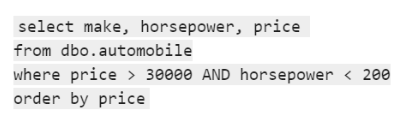 select make, horsepower, price
from dbo.automobile
where price > 30000 AND horsepower < 200
order by price